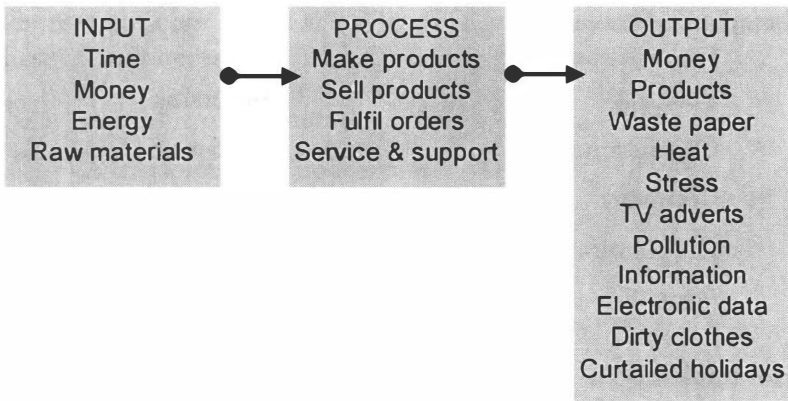 INPUT
Time
Money
Energy
Raw materials
PROCESS
Make products
Sell products
Fulfil orders
Service & support
OUTPUT
Money
Products
Waste paper
Heat
Stress
TV adverts
Pollution
Information
Electronic data
Dirty clothes
Curtailed holidays